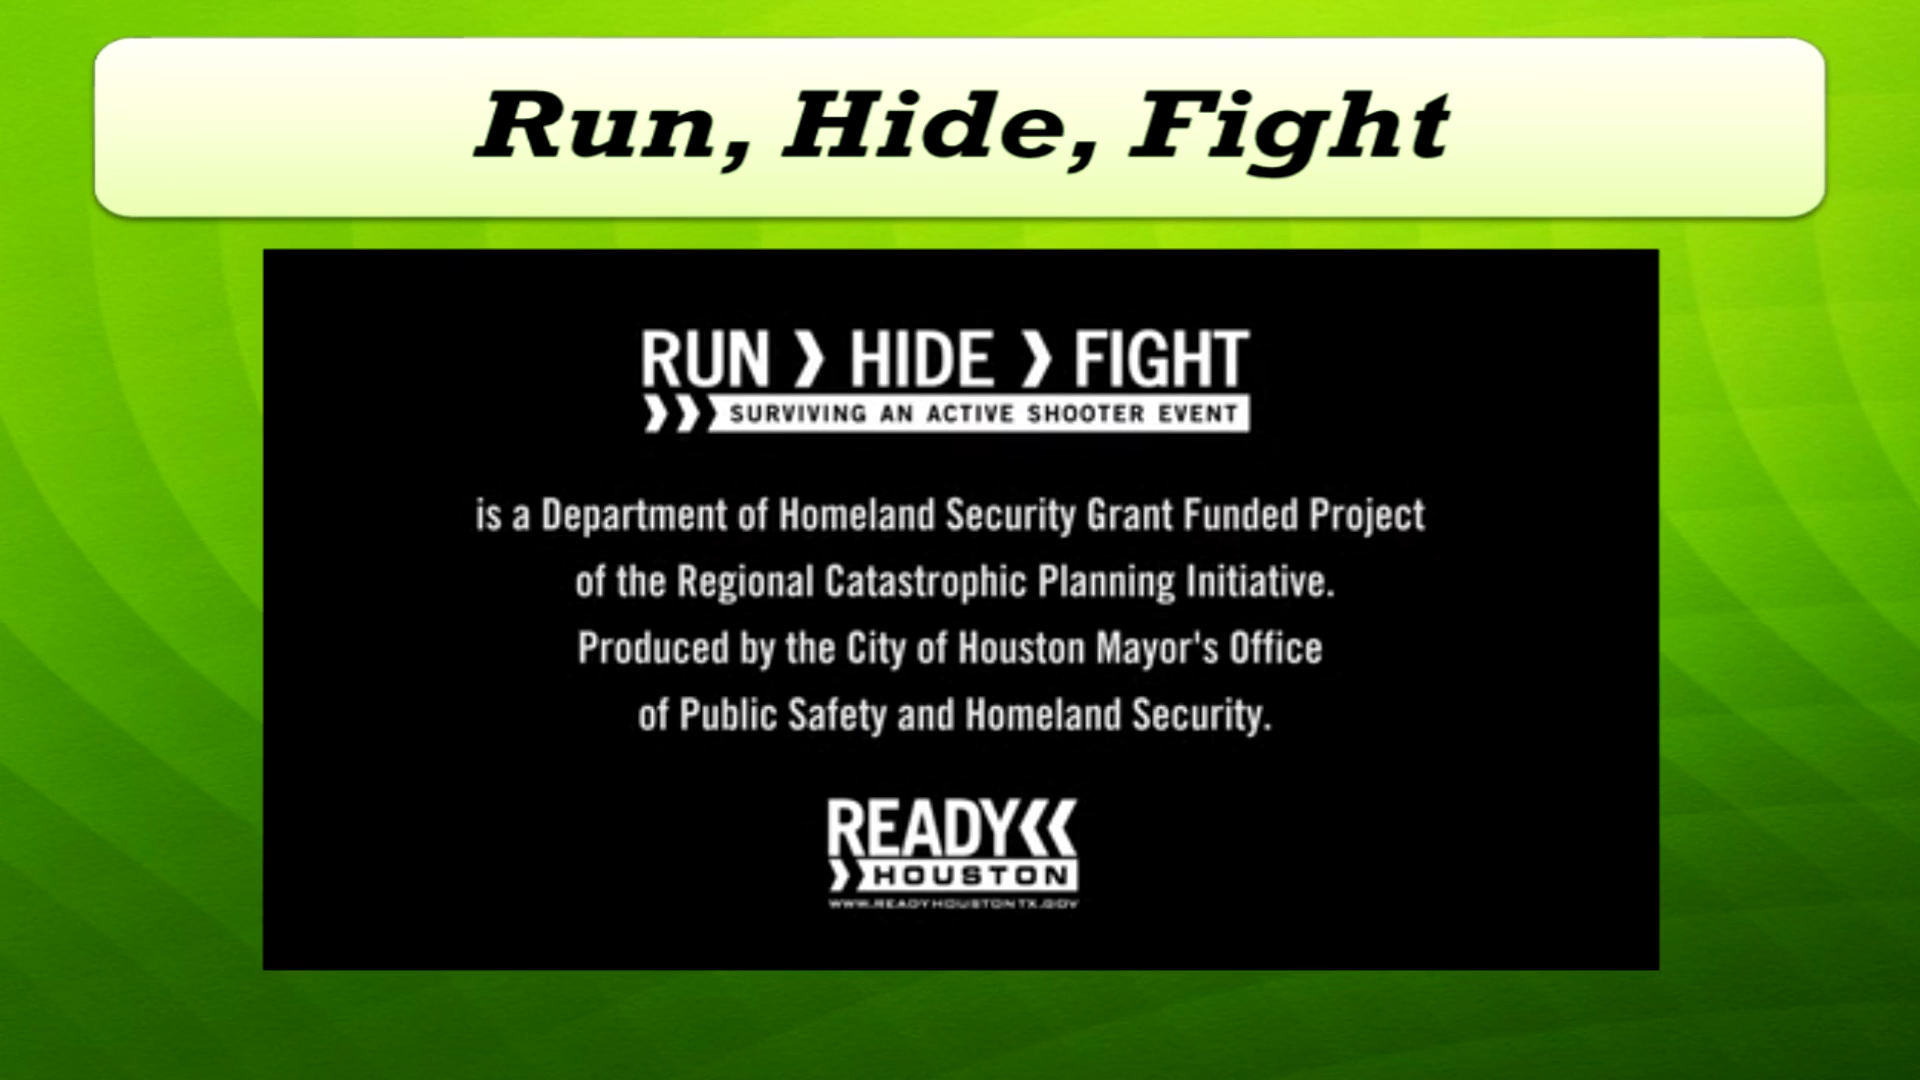 Run, Hide, Fight
RUN ❯ HIDE ❯ FIGHT
SURVIVING AN ACTIVE SHOOTER EVENT
is a Department of Homeland Security Grant Funded Project
of the Regional Catastrophic Planning Initiative.
Produced by the City of Houston Mayor's Office
of Public Safety and Homeland Security.
READY
HOUSTON
WWW.READYHOUSTONTX.GOV